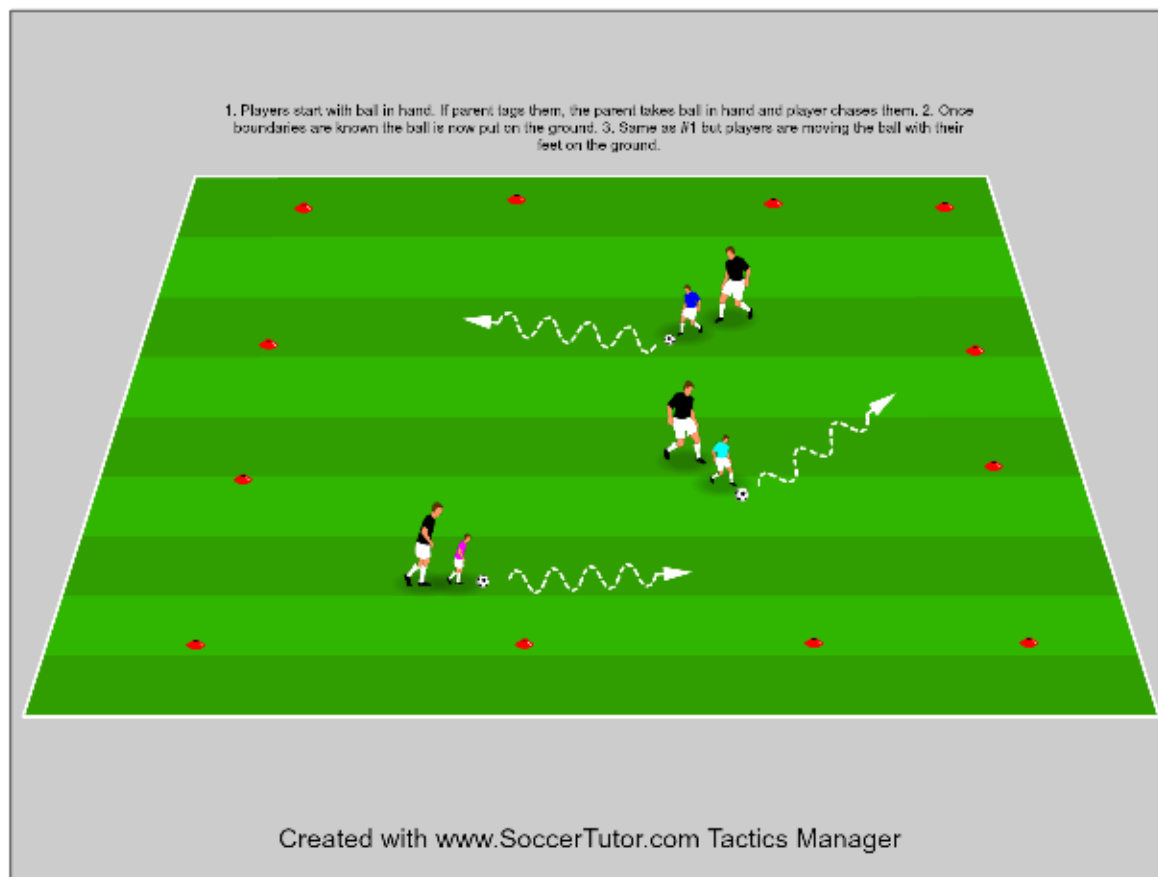 1. Players start with ball in hand. If parent tags them, the parent takes ball in hand and player chases them. 2. Once
boundaries are known the ball is now put on the ground. 3. Same as #1 but players are moving the ball with their
feet on the ground.
Created with www.SoccerTutor.com Tactics Manager